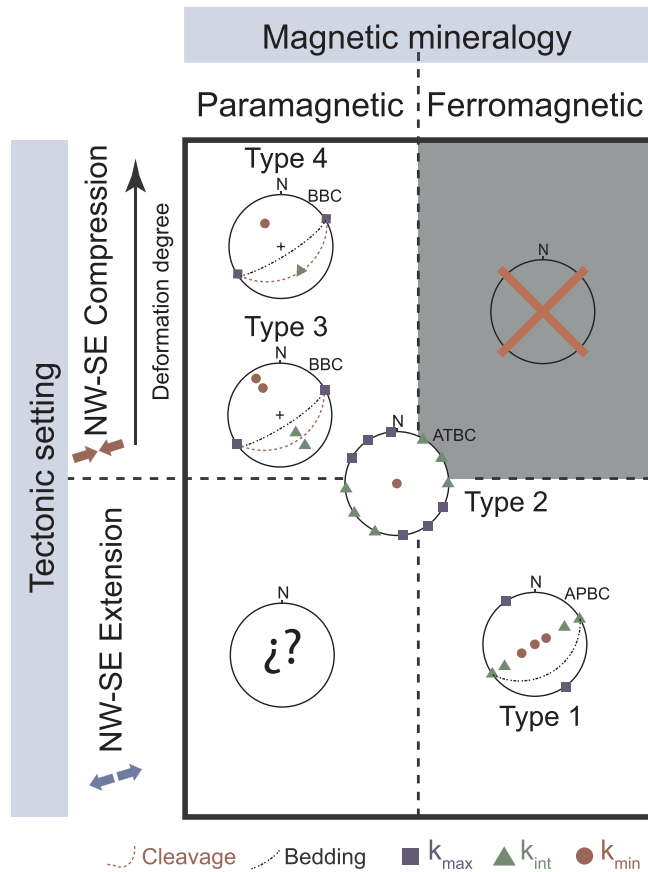 Magnetic mineralogy
Paramagnetic
Ferromagnetic
Tectonic setting
NW-SE Compression
Deformation degree
Type 4
N
BBC
N
Type 3
N
BBC
N
ATBC
Type 2
NW-SE Extension
N
¿?
N
APBC
Type 1
Cleavage
Bedding
kmax
kint
kmin